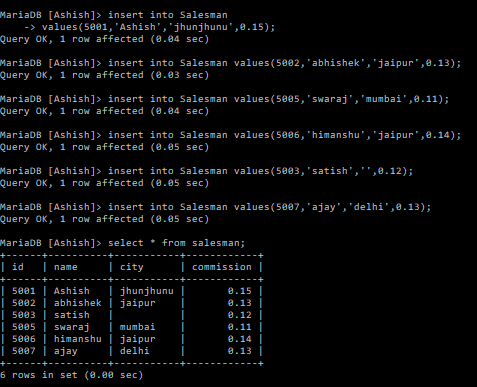 MariaDB [Ashish]> insert into Salesman
    -> values(5001,'Ashish','jhunjhunu',0.15);
Query OK, 1 row affected (0.04 sec)

MariaDB [Ashish]> insert into Salesman values(5002,'abhishek','jaipur',0.13);
Query OK, 1 row affected (0.03 sec)

MariaDB [Ashish]> insert into Salesman values(5005,'swaraj','mumbai',0.11);
Query OK, 1 row affected (0.04 sec)

MariaDB [Ashish]> insert into Salesman values(5006,'himanshu','jaipur',0.14);
Query OK, 1 row affected (0.05 sec)

MariaDB [Ashish]> insert into Salesman values(5003,'satish','',0.12);
Query OK, 1 row affected (0.05 sec)

MariaDB [Ashish]> insert into Salesman values(5007,'ajay','delhi',0.13);
Query OK, 1 row affected (0.05 sec)

MariaDB [Ashish]> select * from salesman;
+------+----------+-----------+------------+
| id   | name     | city      | commission |
+------+----------+-----------+------------+
| 5001 | Ashish   | jhunjhunu |       0.15 |
| 5002 | abhishek | jaipur    |       0.13 |
| 5003 | satish   |           |       0.12 |
| 5005 | swaraj   | mumbai    |       0.11 |
| 5006 | himanshu | jaipur    |       0.14 |
| 5007 | ajay     | delhi     |       0.13 |
+------+----------+-----------+------------+
6 rows in set (0.00 sec)